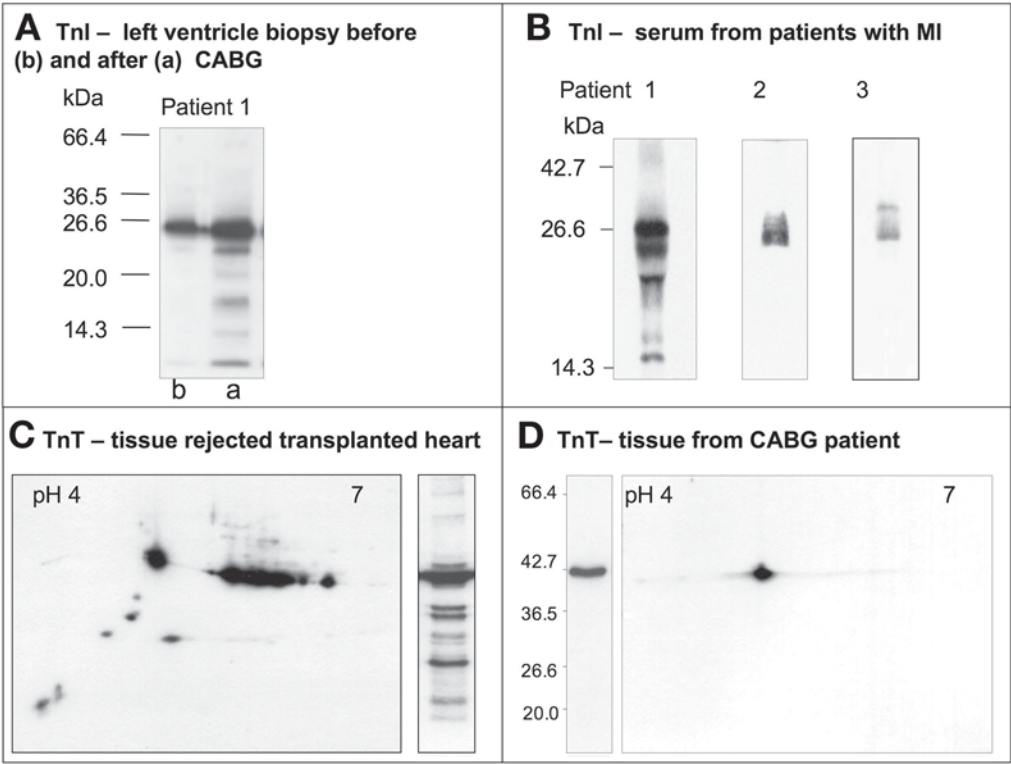 A TnI – left ventricle biopsy before
(b) and after (a) CABG
kDa
Patient 1
66.4
36.5
26.6
20.0
14.3
b a
B TnI – serum from patients with MI
Patient 1 2 3
kDa
42.7
26.6
14.3
C TnT – tissue rejected transplanted heart
pH 4 7
D TnT– tissue from CABG patient
66.4
42.7
36.5
26.6
20.0
pH 4 7